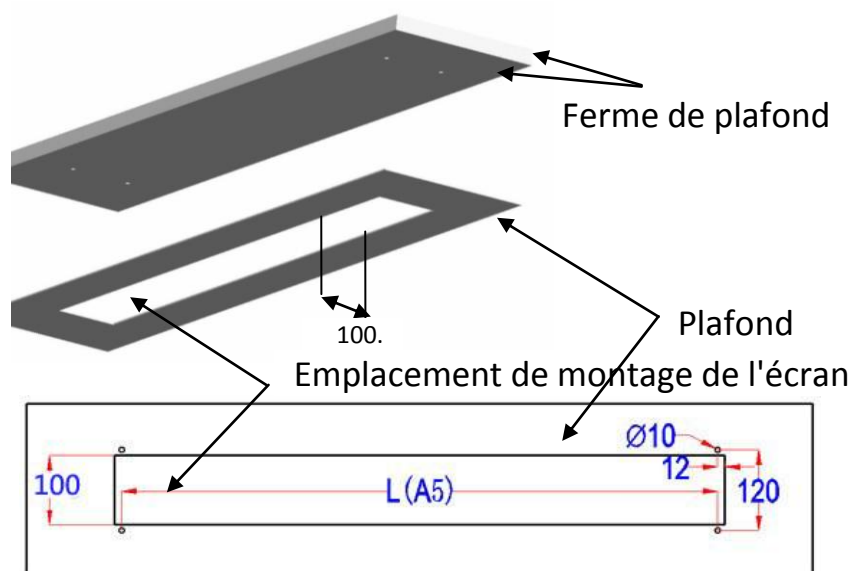 Ferme de plafond
100.
Plafond
Emplacement de montage de l'écran
Ø10
12
100
L(A5)
120